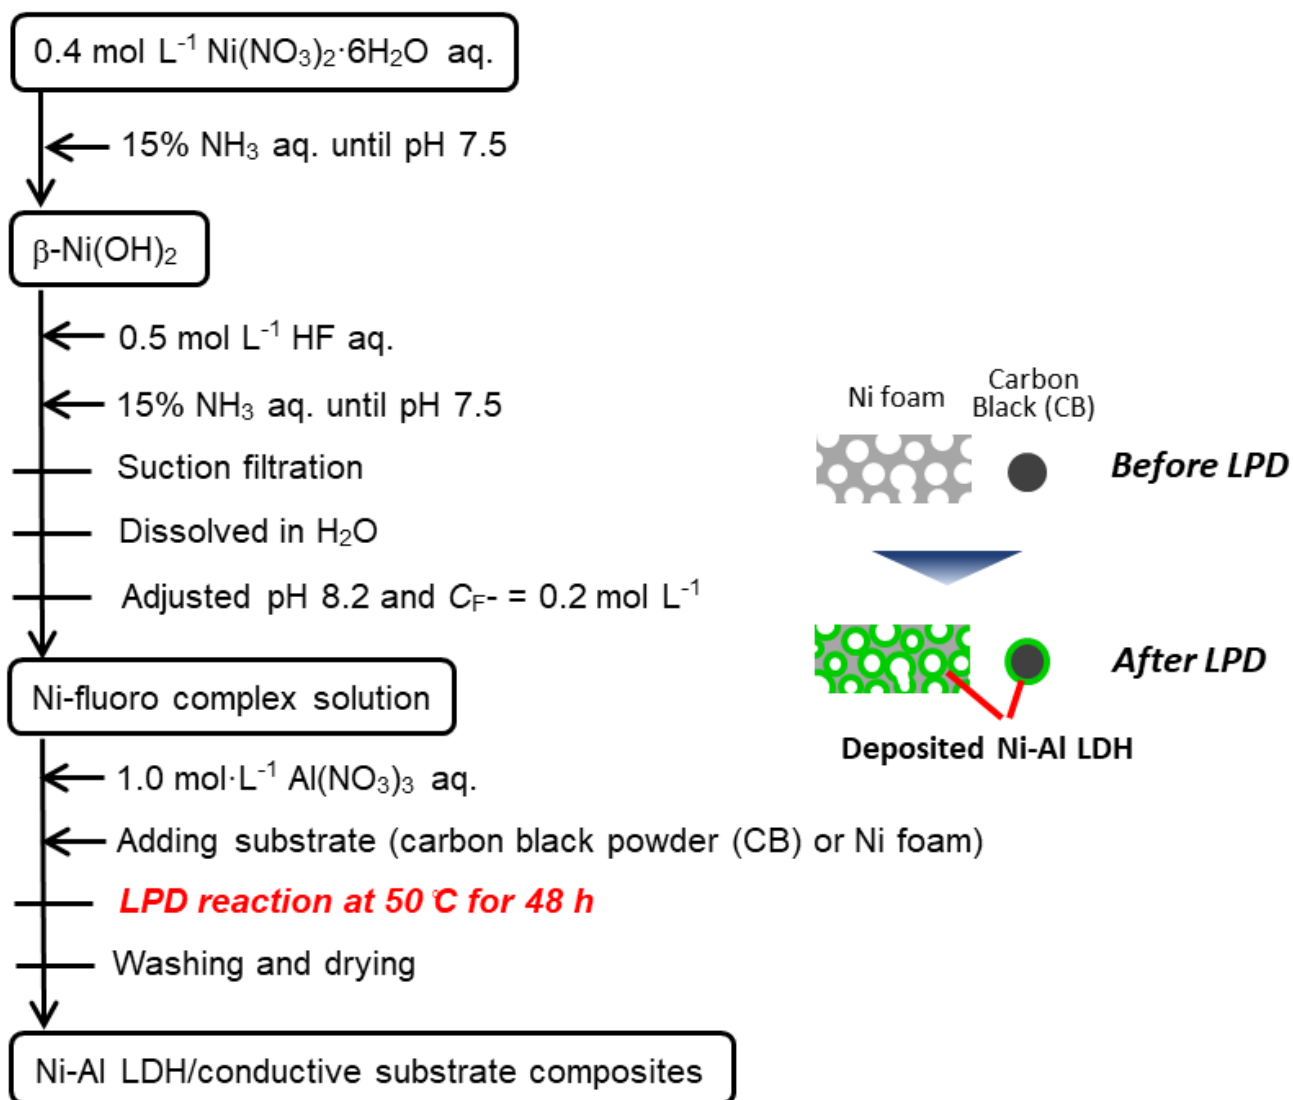 0.4 mol L⁻¹ Ni(NO₃)₂·6H₂O aq.
15% NH₃ aq. until pH 7.5
β-Ni(OH)₂
0.5 mol L⁻¹ HF aq.
15% NH₃ aq. until pH 7.5
Suction filtration
Dissolved in H₂O
Adjusted pH 8.2 and C_F- = 0.2 mol L⁻¹
Ni-fluoro complex solution
1.0 mol·L⁻¹ Al(NO₃)₃ aq.
Adding substrate (carbon black powder (CB) or Ni foam)
LPD reaction at 50℃ for 48 h
Washing and drying
Ni-Al LDH/conductive substrate composites
Ni foam
Carbon
Black (CB)
Before LPD
After LPD
Deposited Ni-Al LDH